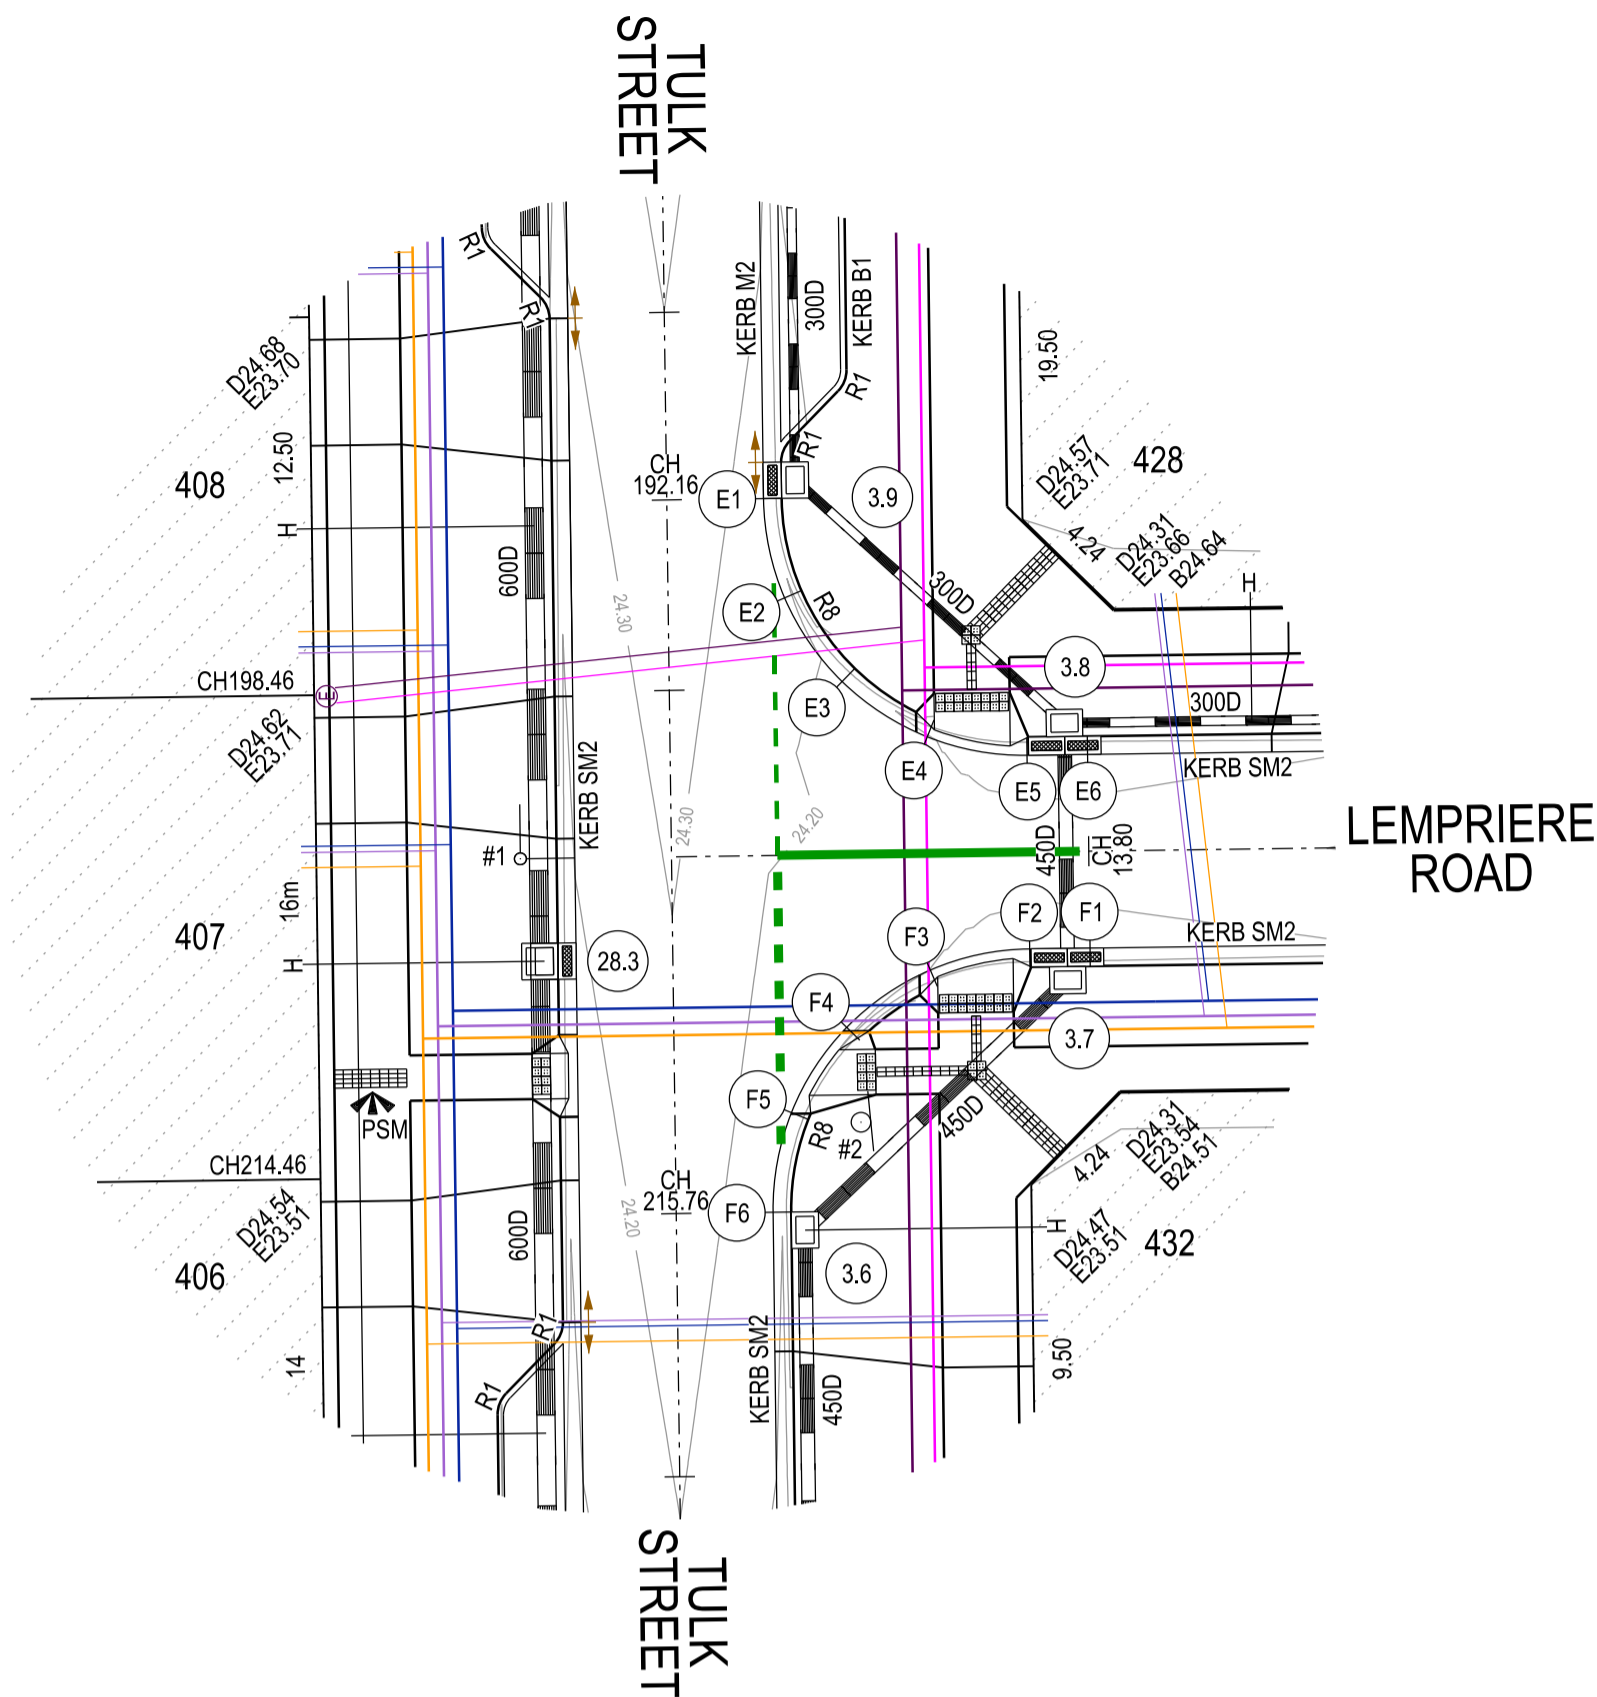 TULK
STREET
R1
R1
KERB M2
300D
KERB B1
R1
R1
19.50
D24.68
E23.70
12.50
408
H
CH
192.16
E1
3.9
D24.57
E23.71
428
4.24
D24.31
E23.66
B24.64
H
600D
24.30
E2
R8
300D
CH198.46
E
E3
3.8
300D
D24.62
E23.71
KERB SM2
E4
E5
E6
KERB SM2
24.30
24.20
#1
450D
CH
13.80
LEMPRIERE
ROAD
16m
407
H
28.3
F3
F2
F1
KERB SM2
F4
3.7
PSM
F5
R8
#2
450D
D24.31
E23.54
B24.51
4.24
CH214.46
D24.54
E23.51
406
600D
24.20
CH
215.76
F6
H
D24.47
E23.51
432
3.6
R1
R1
14
KERB SM2
450D
9.50
TULK
STREET